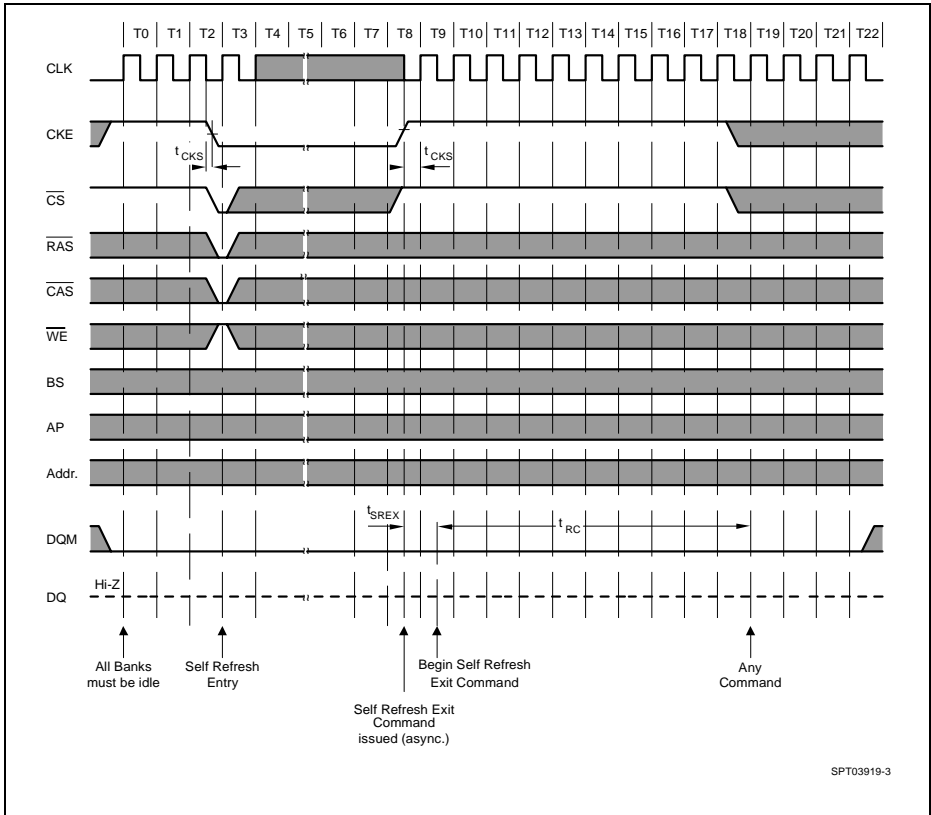 T0 T1 T2 T3 T4 T5 T6 T7 T8 T9 T10 T11 T12 T13 T14 T15 T16 T17 T18 T19 T20 T21 T22
CLK
CKE
t CKS
t CKS
CS
RAS
CAS
WE
BS
AP
Addr.
tSREX
t RC
DQM
Hi-Z
DQ
All Banks
must be idle
Self Refresh
Entry
Begin Self Refresh
Exit Command
Any
Command
Self Refresh Exit
Command
issued (async.)
SPT03919-3